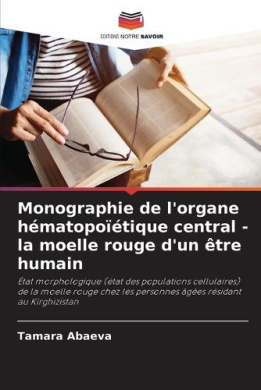 EDITIONS NOTRE SAVOIR
Monographie de l'organe
hématopoïétique central -
la moelle rouge d'un être
humain
État morphologique (état des populations cellulaires)
de la moelle rouge chez les personnes âgées résidant
au Kirghizistan
Tamara Abaeva